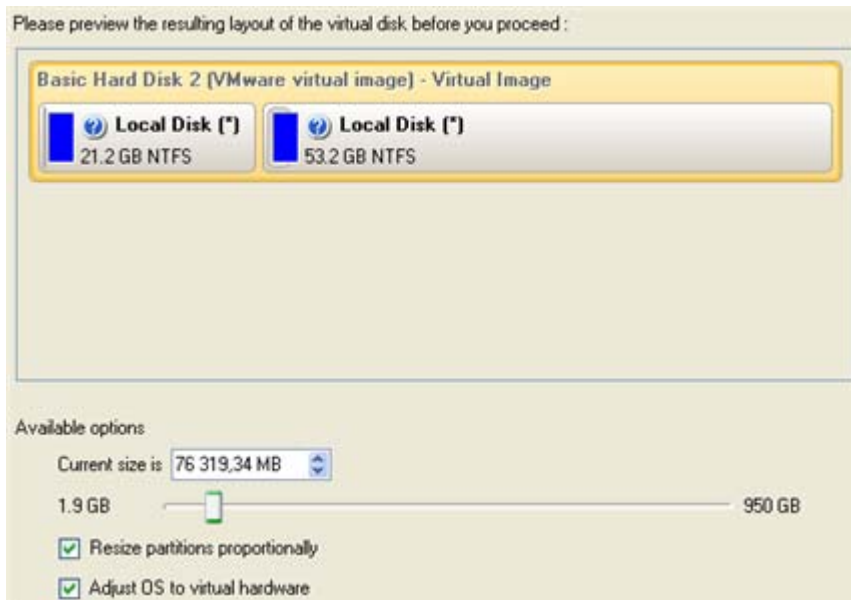 Please preview the resulting layout of the virtual disk before you proceed :
Basic Hard Disk 2 (VMware virtual image) - Virtual Image
Local Disk (*)
21.2 GB NTFS
Local Disk (*)
53.2 GB NTFS
Available options
Current size is 76 319,34 MB
1.9 GB 950 GB
Resize partitions proportionally
Adjust OS to virtual hardware